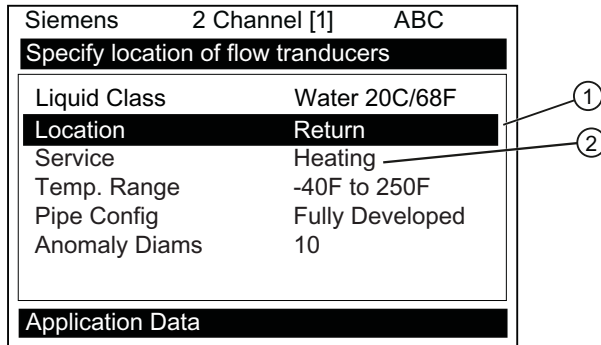 Siemens 2 Channel [1] ABC
Specify location of flow tranducers
Liquid Class Water 20C/68F
Location Return
Service Heating
Temp. Range -40F to 250F
Pipe Config Fully Developed
Anomaly Diams 10
Application Data
1
2